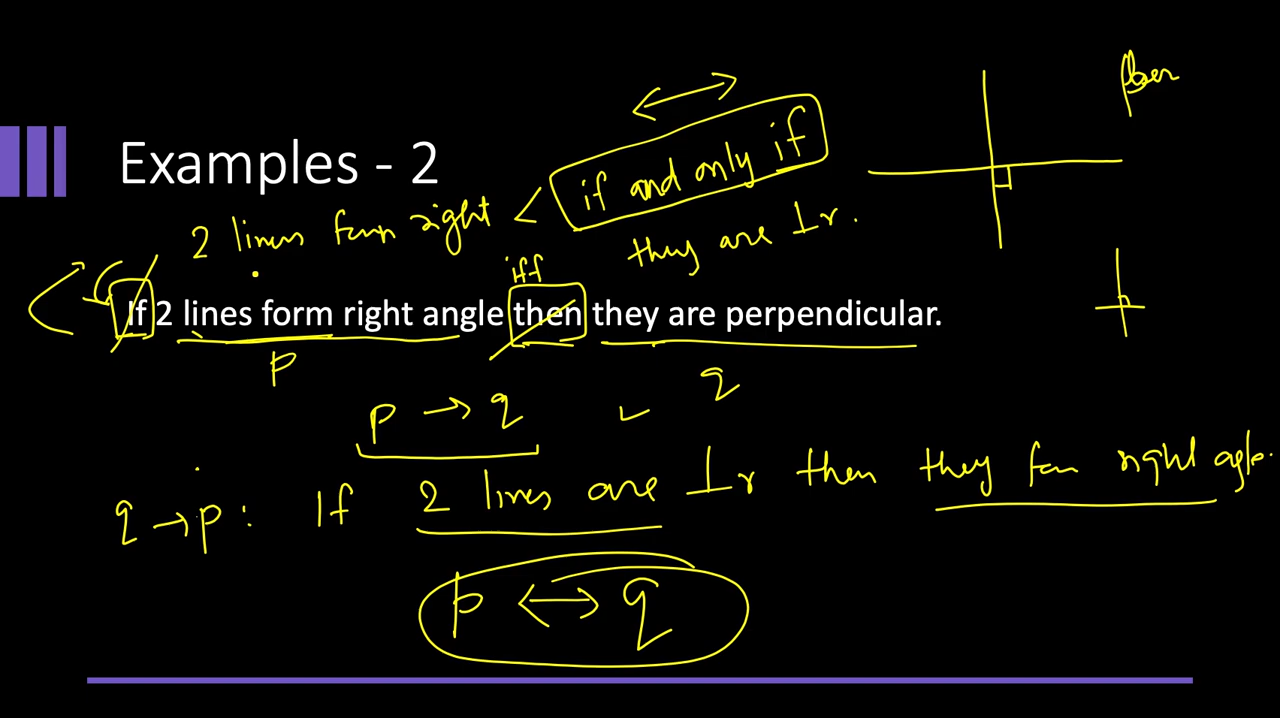 Examples - 2
2 lines form right < if and only if
they are ⊥r.
iff
If 2 lines form right angle then they are perpendicular.
p
q
p → q
q → p : If 2 lines are ⊥r then they form right agle.
p ↔ q